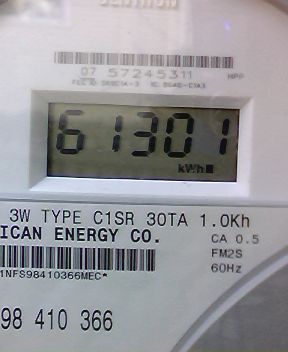 07 57245311 HPP
61301
kWh
3W TYPE C1SR 30TA 1.0Kh
ICAN ENERGY CO. CA 0.5
FM2S
1NFS98410366MEC* 60Hz
98 410 366